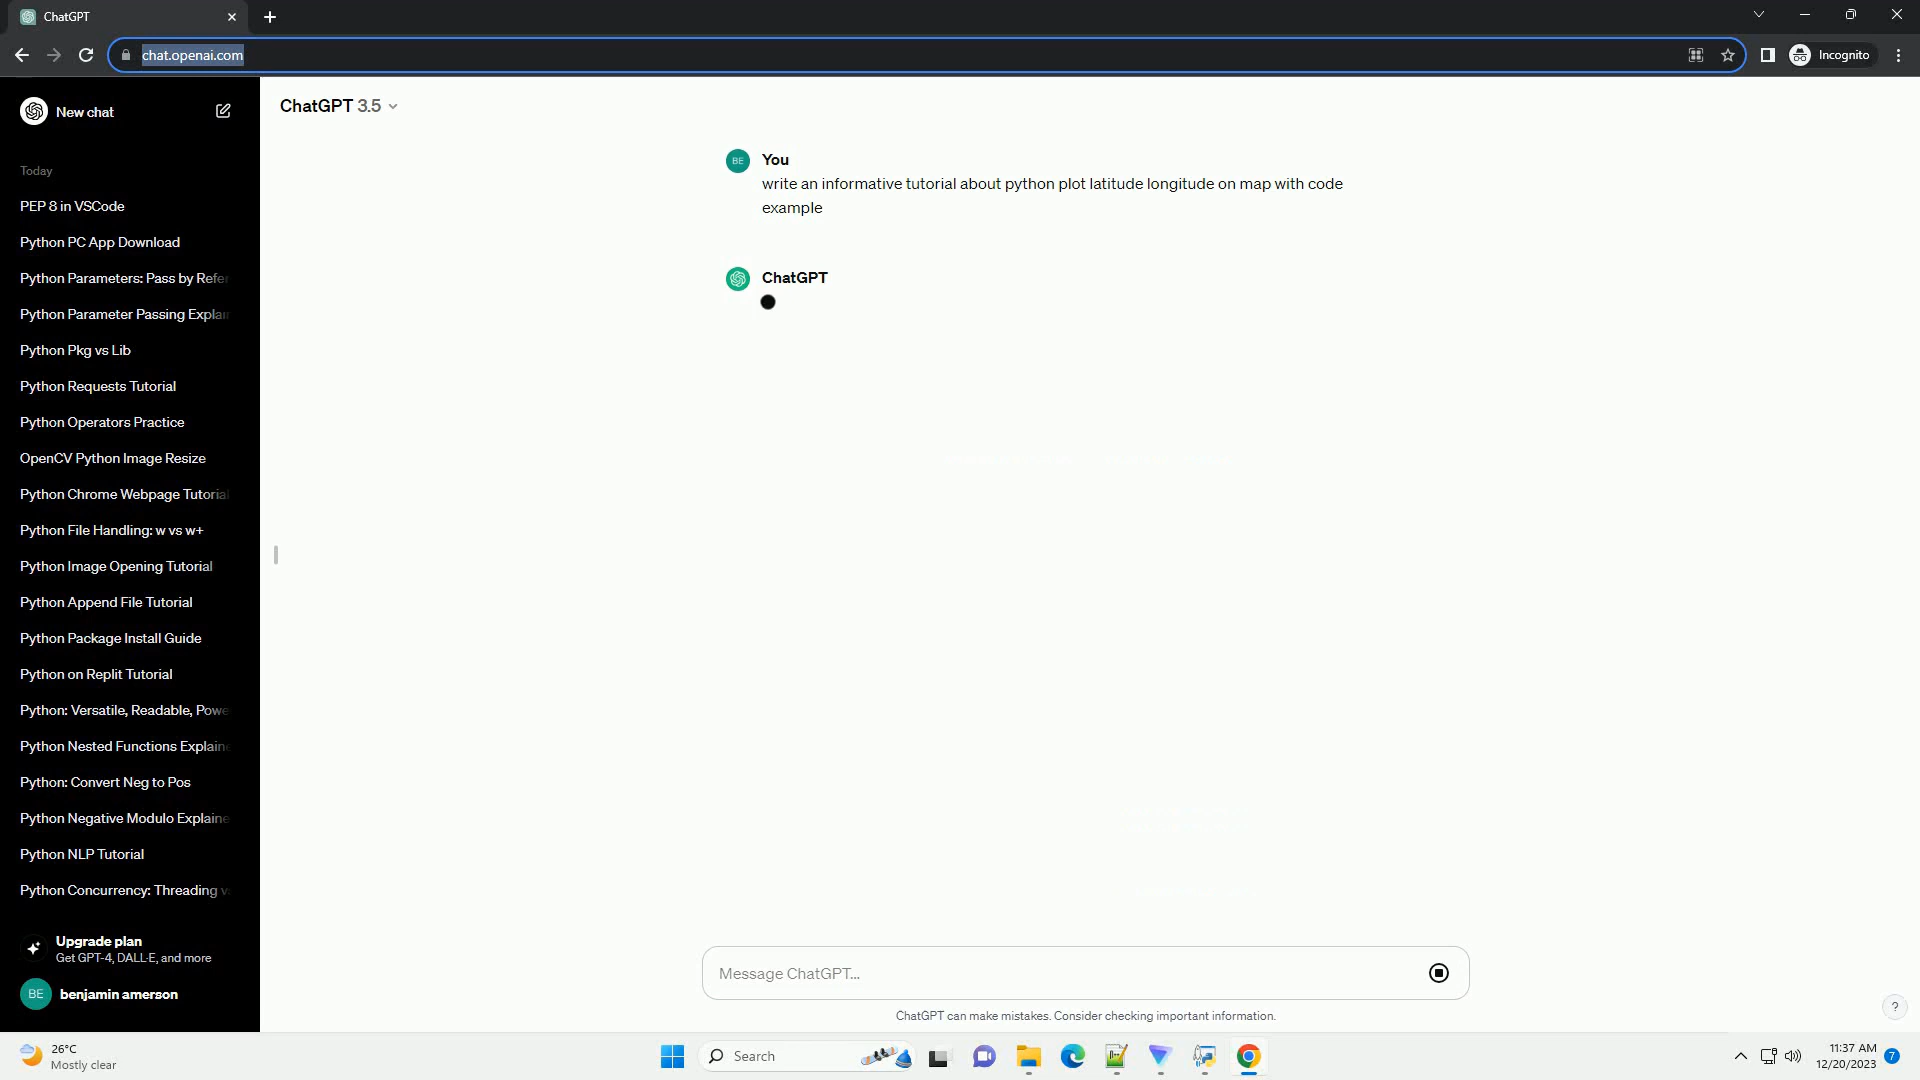 ChatGPT
chat.openai.com
Incognito
New chat
Today
PEP 8 in VSCode
Python PC App Download
Python Parameters: Pass by Refer
Python Parameter Passing Explain
Python Pkg vs Lib
Python Requests Tutorial
Python Operators Practice
OpenCV Python Image Resize
Python Chrome Webpage Tutorial
Python File Handling: w vs w+
Python Image Opening Tutorial
Python Append File Tutorial
Python Package Install Guide
Python on Replit Tutorial
Python: Versatile, Readable, Powe
Python Nested Functions Explaine
Python: Convert Neg to Pos
Python Negative Modulo Explaine
Python NLP Tutorial
Python Concurrency: Threading v
Upgrade plan
Get GPT-4, DALL·E, and more
BE
benjamin amerson
ChatGPT 3.5
BE
You
write an informative tutorial about python plot latitude longitude on map with code
example
ChatGPT
Message ChatGPT...
ChatGPT can make mistakes. Consider checking important information.
?
26°C
Mostly clear
Search
11:37 AM
12/20/2023
7